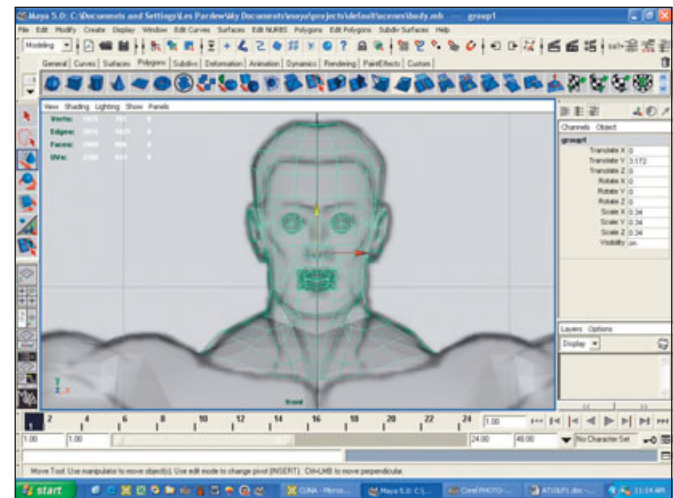 Maya 5.0: C:\Documents and Settings\Les Pardew\My Documents\maya\projects\default\scenes\body.mb --- group1
File Edit Modify Create Display Window Edit Curves Surfaces Edit NURBS Polygons Edit Polygons Subdiv Surfaces Help
Modeling
General Curves Surfaces Polygons Subdivs Deformation Animation Dynamics Rendering PaintEffects Custom
View Shading Lighting Show Panels
Verts:
Edges:
Faces:
UVs:
Channels Object
group1
Translate X 0
Translate Y 3.172
Translate Z 0
Rotate X 0
Rotate Y 0
Rotate Z 0
Scale X 0.34
Scale Y 0.34
Scale Z 0.34
Visibility on
Layers Options
Display
front
2 4 6 8 10 12 14 16 18 20 22 24 1.00
1.00 1.00 24.00 48.00 No Character Set
Move Tool: Use manipulator to move object(s). Use edit mode to change pivot (INSERT). Ctrl+LMB to move perpendicular.
start Maya 5.0: C:\... Corel PHOTO-... 11:14 AM